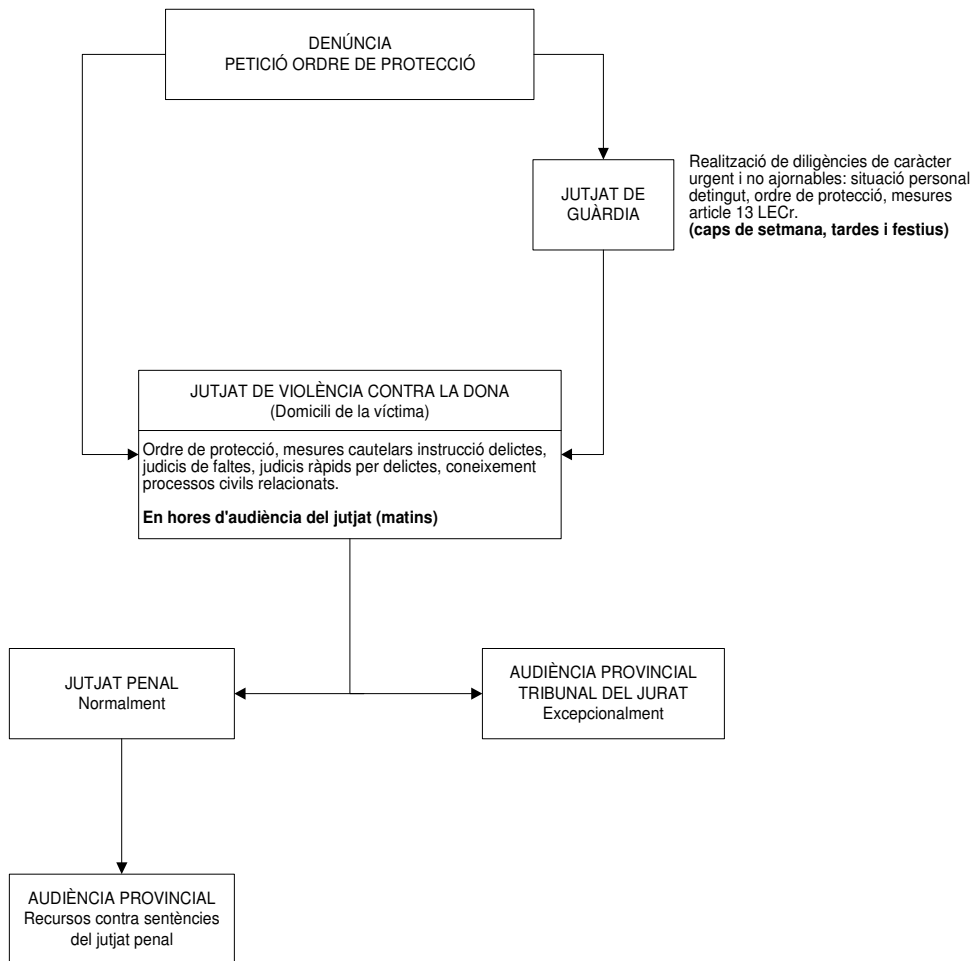 DENÚNCIA
PETICIÓ ORDRE DE PROTECCIÓ
JUTJAT DE
GUÀRDIA
Realització de diligències de caràcter
urgent i no ajornables: situació personal
detingut, ordre de protecció, mesures
article 13 LECr.
(caps de setmana, tardes i festius)
JUTJAT DE VIOLÈNCIA CONTRA LA DONA
(Domicili de la víctima)
Ordre de protecció, mesures cautelars instrucció delictes,
judicis de faltes, judicis ràpids per delictes, coneixement
processos civils relacionats.
En hores d'audiència del jutjat (matins)
JUTJAT PENAL
Normalment
AUDIÈNCIA PROVINCIAL
TRIBUNAL DEL JURAT
Excepcionalment
AUDIÈNCIA PROVINCIAL
Recursos contra sentències
del jutjat penal